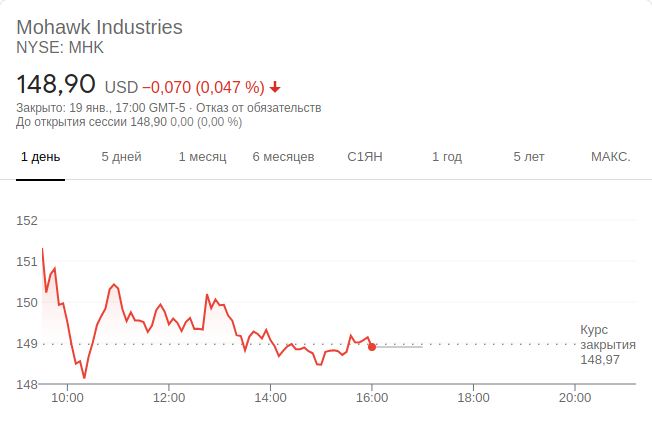 Mohawk Industries
NYSE: MHK
148,90 USD −0,070 (0,047 %)
Закрыто: 19 янв., 17:00 GMT-5 · Отказ от обязательств
До открытия сессии 148,90 0,00 (0,00 %)
1 день 5 дней 1 месяц 6 месяцев С1ЯН 1 год 5 лет МАКС.
152
151
150
149
148
Курс
закрытия
148,97
10:00 12:00 14:00 16:00 18:00 20:00